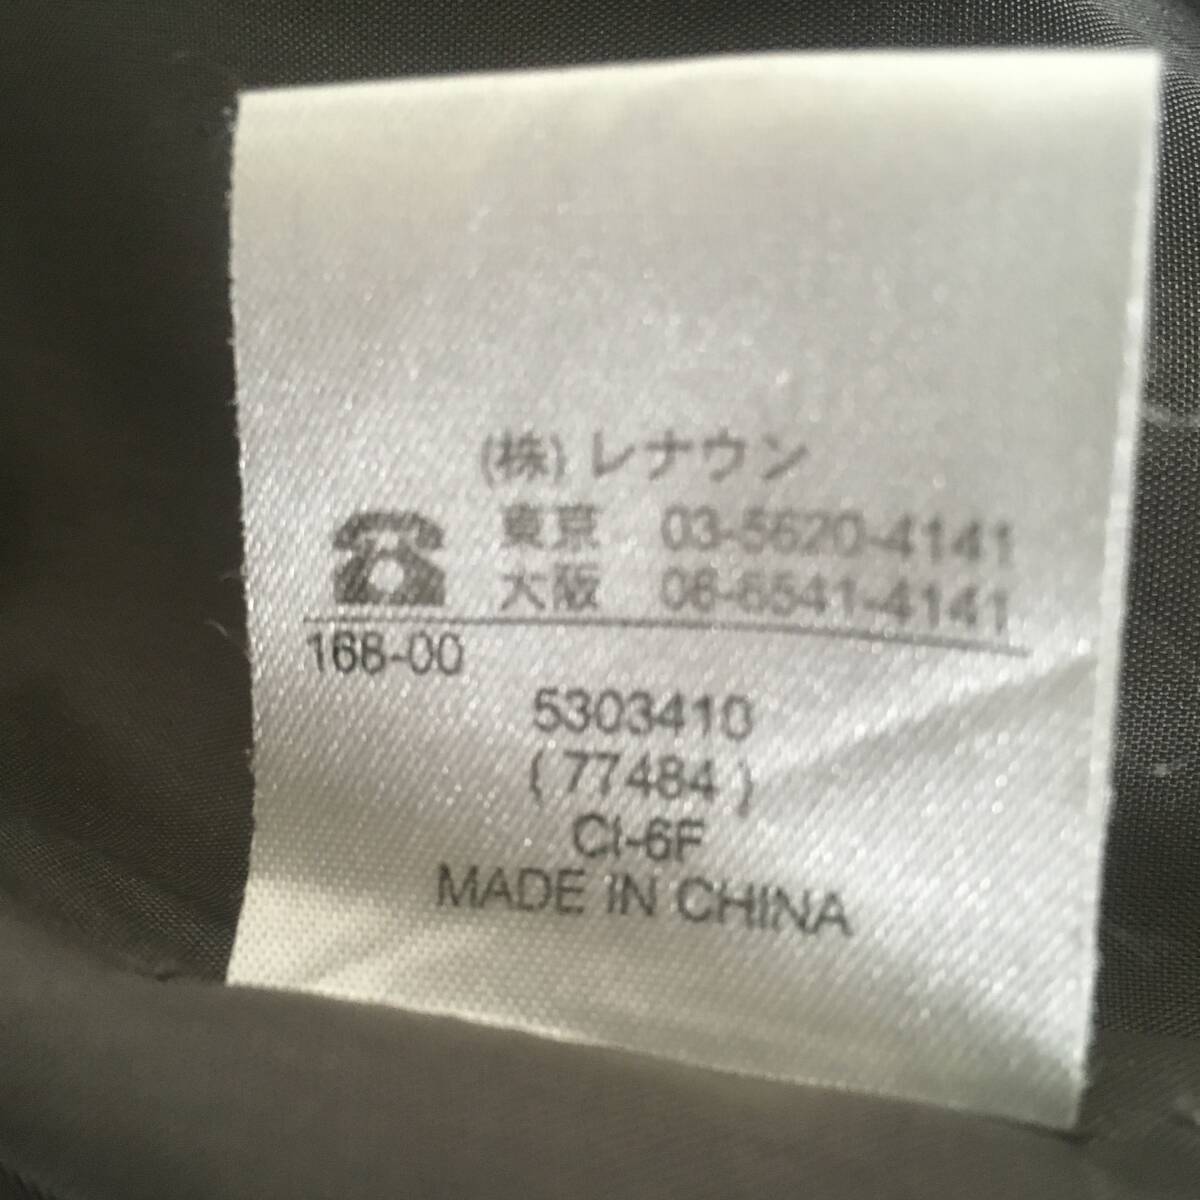 (株) レナウン
東京 03-5620-4141
大阪 06-6541-4141
168-00
5303410
( 77484 )
CI-6F
MADE IN CHINA